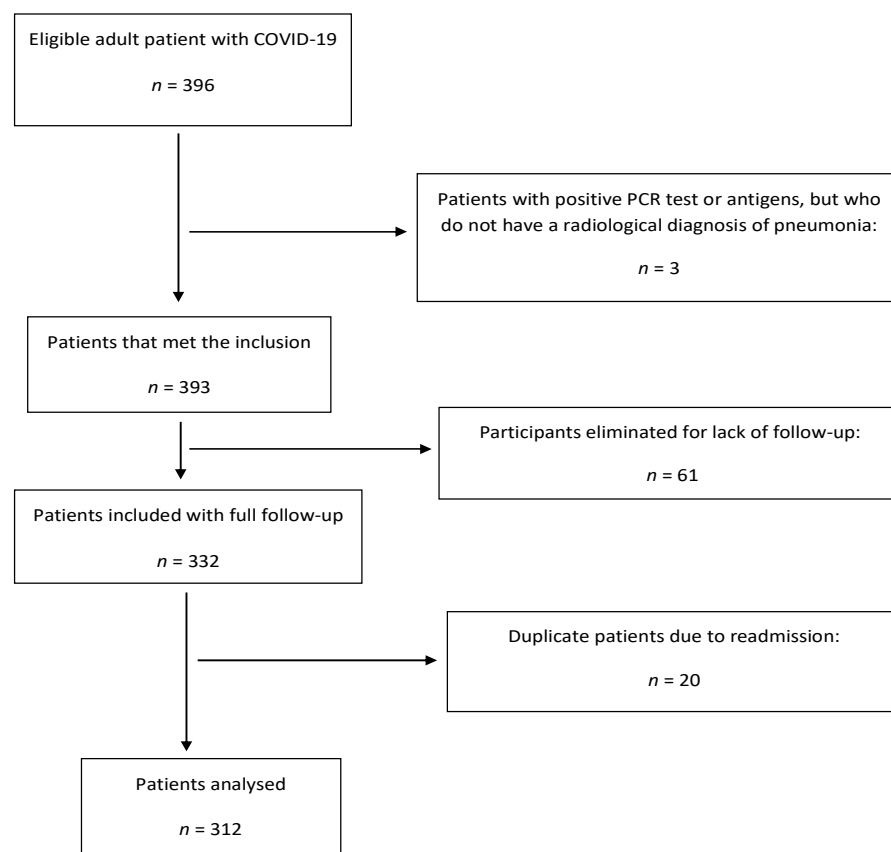 Eligible adult patient with COVID-19
n = 396
Patients with positive PCR test or antigens, but who
do not have a radiological diagnosis of pneumonia:
n = 3
Patients that met the inclusion
n = 393
Participants eliminated for lack of follow-up:
n = 61
Patients included with full follow-up
n = 332
Duplicate patients due to readmission:
n = 20
Patients analysed
n = 312